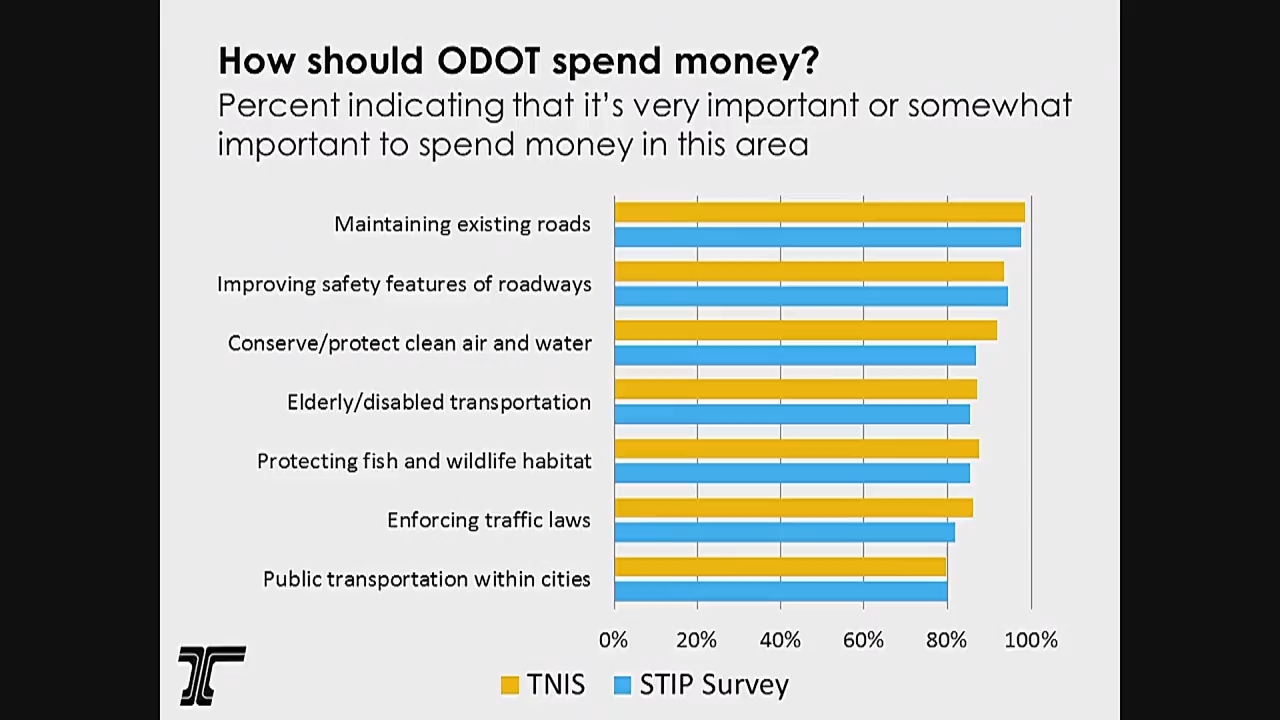 How should ODOT spend money?
Percent indicating that it's very important or somewhat
important to spend money in this area
Maintaining existing roads
Improving safety features of roadways
Conserve/protect clean air and water
Elderly/disabled transportation
Protecting fish and wildlife habitat
Enforcing traffic laws
Public transportation within cities
0% 20% 40% 60% 80% 100%
TNIS STIP Survey